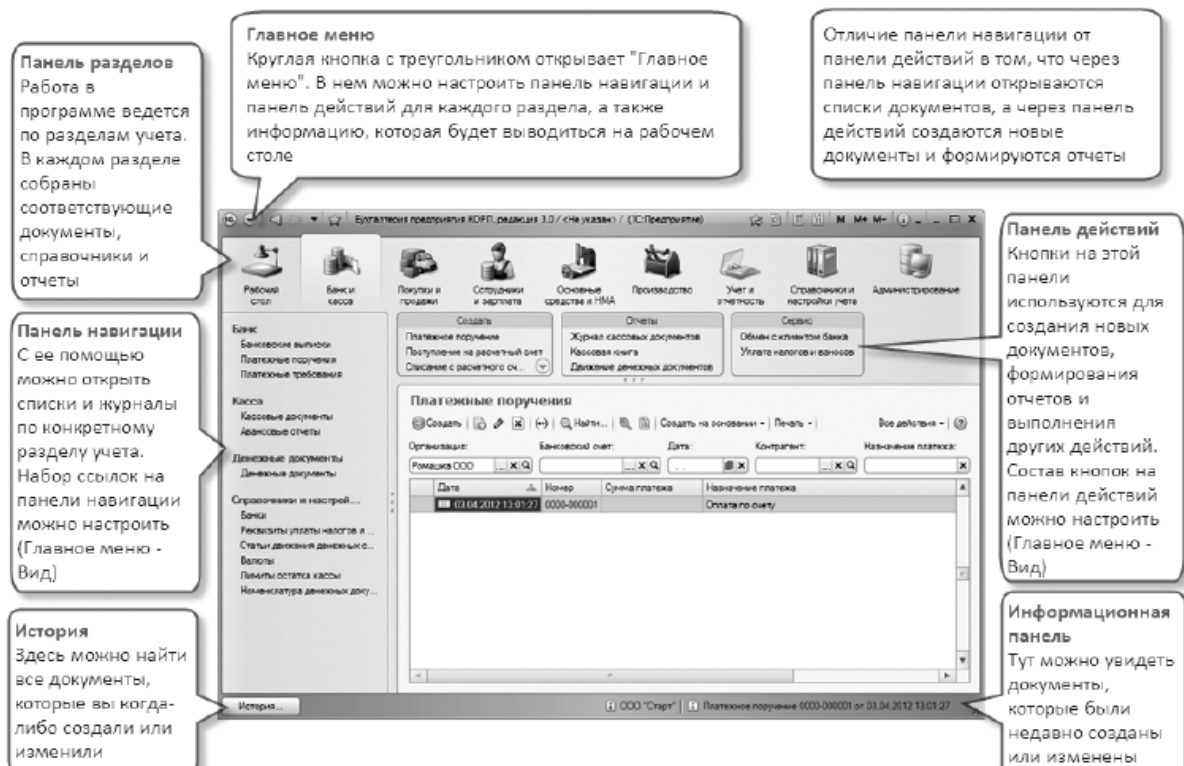 Главное меню
Круглая кнопка с треугольником открывает "Главное
меню". В нем можно настроить панель навигации и
панель действий для каждого раздела, а также
информацию, которая будет выводиться на рабочем
столе
Отличие панели навигации от
панели действий в том, что через
панель навигации открываются
списки документов, а через панель
действий создаются новые
документы и формируются отчеты
Панель разделов
Работа в
программе ведется
по разделам учета.
В каждом разделе
собраны
соответствующие
документы,
справочники и
отчеты
Панель навигации
С ее помощью
можно открыть
списки и журналы
по конкретному
разделу учета.
Набор ссылок на
панели навигации
можно настроить
(Главное меню -
Вид)
История
Здесь можно найти
все документы,
которые вы когда-
либо создали или
изменили
Бухгалтерия предприятия КОРП, редакция 3.0 / <Не указан> / (1С:Предприятие)
M M+ M-
Рабочий
стол
Банк и
касса
Покупки и
продажи
Сотрудники
и зарплата
Основные
средства и НМА
Производство
Учет и
отчетность
Справочники и
настройки учета
Администрирование
Банк
Банковские выписки
Платежные поручения
Платежные требования
Касса
Кассовые документы
Авансовые отчеты
Денежные документы
Денежные документы
Справочники и настрой...
Банки
Реквизиты уплаты налогов и ...
Статьи движения денежных с...
Валюты
Лимиты остатка кассы
Номенклатура денежных доку...
Создать
Платежное поручение
Поступление на расчетный счет
Списание с расчетного сч...
Отчеты
Журнал кассовых документов
Кассовая книга
Движение денежных документов
Сервис
Обмен с клиентом банка
Уплата налогов и взносов
Платежные поручения
Создать
Найти...
Создать на основании
Печать
Все действия
Организация:
Банковский счет:
Дата:
Контрагент:
Назначение платежа:
Ромашка ООО
Дата
Номер
Сумма платежа
Назначение платежа
03.04.2012 13:01:27
0000-000001
Оплата по счету
История...
ООО "Старт"
Платежное поручение 0000-000001 от 03.04.2012 13:01:27
Панель действий
Кнопки на этой
панели
используются для
создания новых
документов,
формирования
отчетов и
выполнения
других действий.
Состав кнопок на
панели действий
можно настроить
(Главное меню -
Вид)
Информационная
панель
Тут можно увидеть
документы,
которые были
недавно созданы
или изменены